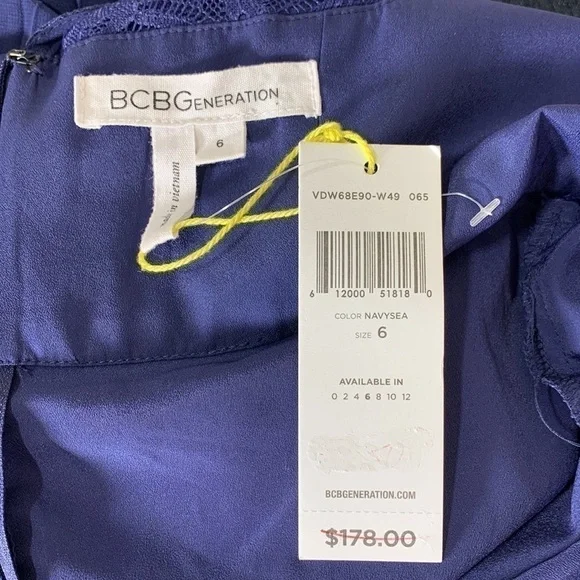 BCBGENERATION
6
made in vietnam
VDW68E90-W49 065
6 12000 51818 0
COLOR NAVYSEA
SIZE 6
AVAILABLE IN
0 2 4 6 8 10 12
BCBGENERATION.COM
$178.00